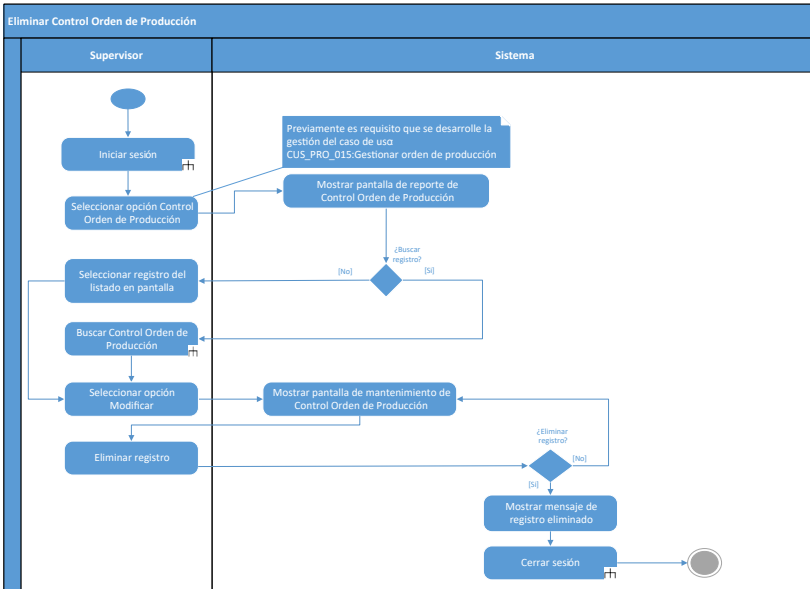 Eliminar Control Orden de Producción
Supervisor
Sistema
Previamente es requisito que se desarrolle la
gestión del caso de uso:
CUS_PRO_015:Gestionar orden de producción
Iniciar sesión
Seleccionar opción Control
Orden de Producción
Mostrar pantalla de reporte de
Control Orden de Producción
¿Buscar
registro?
[No]
[Si]
Seleccionar registro del
listado en pantalla
Buscar Control Orden de
Producción
Seleccionar opción
Modificar
Mostrar pantalla de mantenimiento de
Control Orden de Producción
Eliminar registro
¿Eliminar
registro?
[No]
[Si]
Mostrar mensaje de
registro eliminado
Cerrar sesión